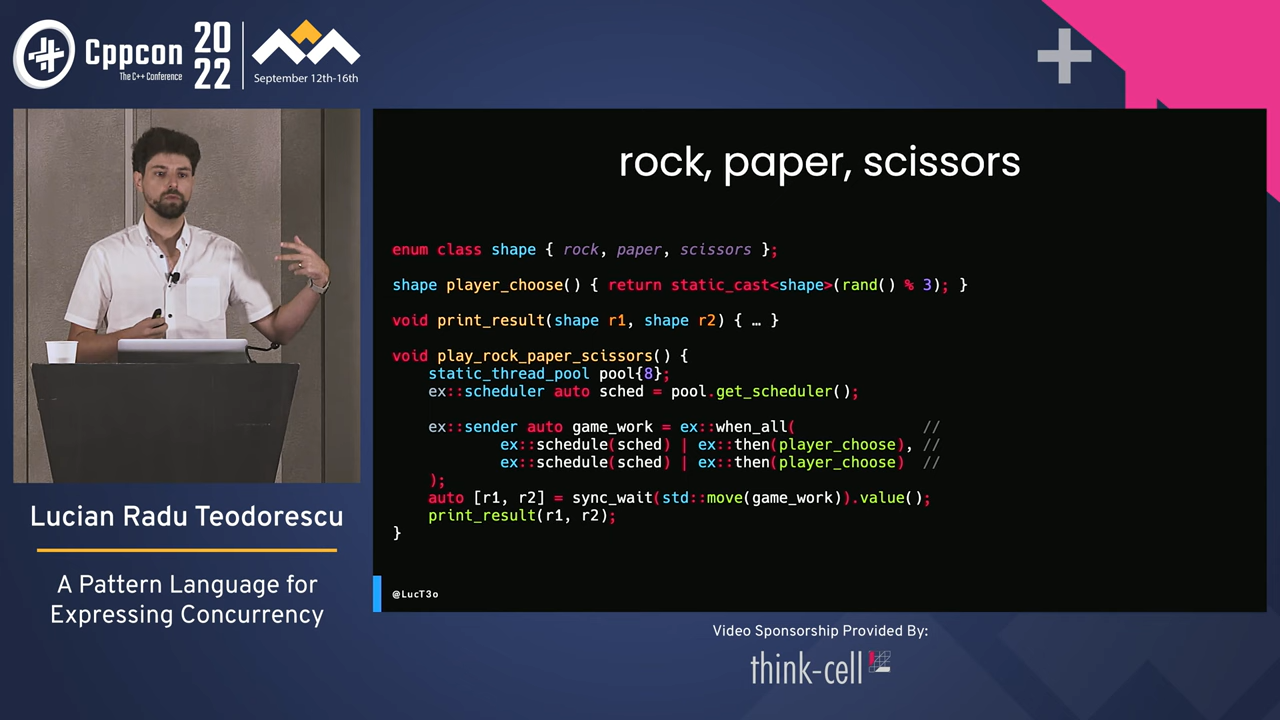 Cppcon
The C++ Conference
20
22
September 12th-16th
rock, paper, scissors
enum class shape { rock, paper, scissors };
shape player_choose() { return static_cast<shape>(rand() % 3); }
void print_result(shape r1, shape r2) { … }
void play_rock_paper_scissors() {
    static_thread_pool pool{8};
    ex::scheduler auto sched = pool.get_scheduler();
    ex::sender auto game_work = ex::when_all(              //
            ex::schedule(sched) | ex::then(player_choose), //
            ex::schedule(sched) | ex::then(player_choose)  //
    );
    auto [r1, r2] = sync_wait(std::move(game_work)).value();
    print_result(r1, r2);
}
@LucT3o
Lucian Radu Teodorescu
A Pattern Language for
Expressing Concurrency
Video Sponsorship Provided By:
think-cell